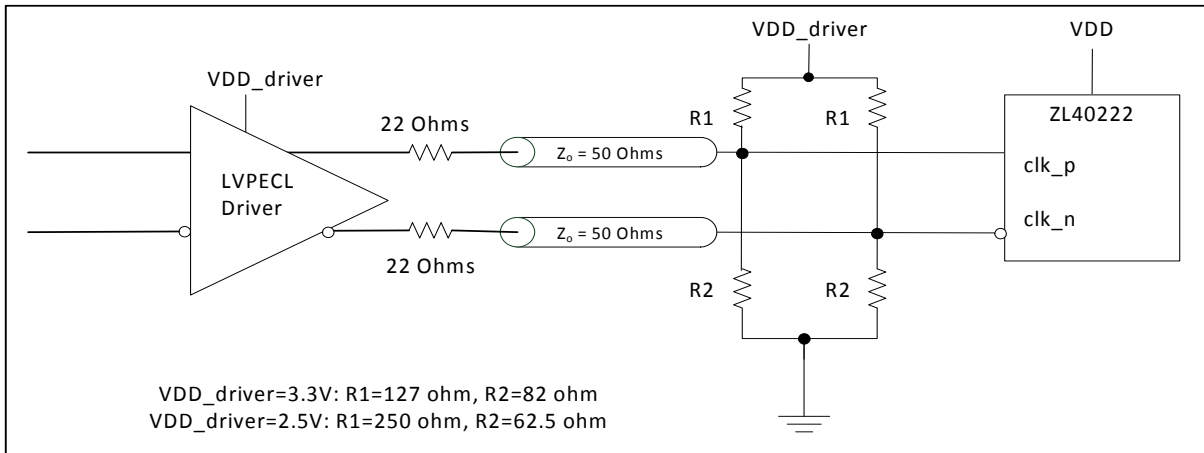 VDD_driver
VDD
VDD_driver
22 Ohms
R1
R1
ZL40222
Zo = 50 Ohms
clk_p
LVPECL
Driver
clk_n
Zo = 50 Ohms
22 Ohms
R2
R2
VDD_driver=3.3V: R1=127 ohm, R2=82 ohm
VDD_driver=2.5V: R1=250 ohm, R2=62.5 ohm